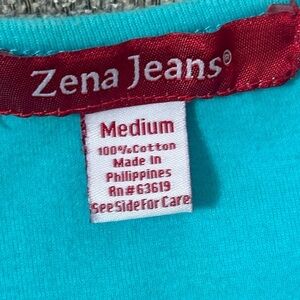 Zena Jeans®
Medium
100%Cotton
Made In
Philippines
Rn#63619
SeeSideForCare